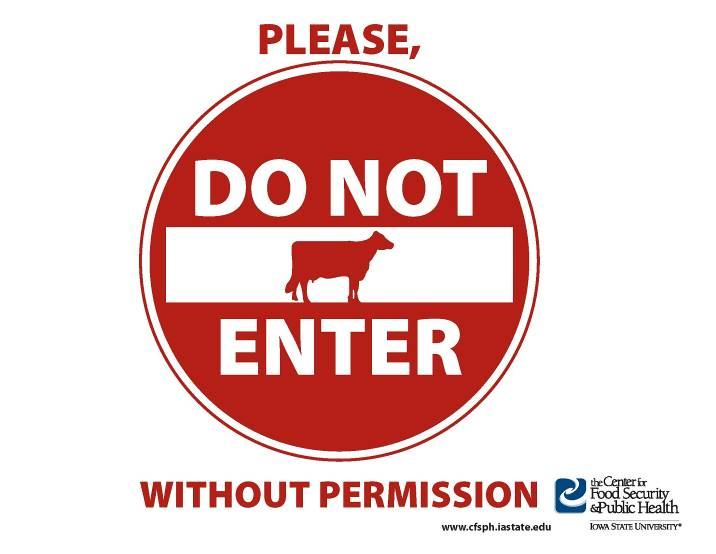 PLEASE,
DO NOT
ENTER
WITHOUT PERMISSION
the Center for
Food Security
&Public Health
IOWA STATE UNIVERSITY®
www.cfsph.iastate.edu